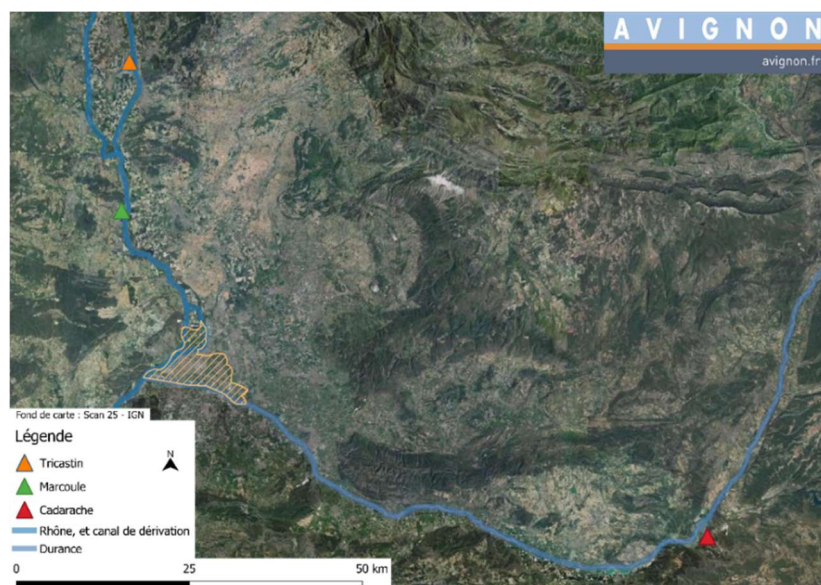 AVIGNON
avignon.fr
Fond de carte : Scan 25 - IGN
Légende
N
Tricastin
Marcoule
Cadarache
Rhône, et canal de dérivation
Durance
0 25 50 km